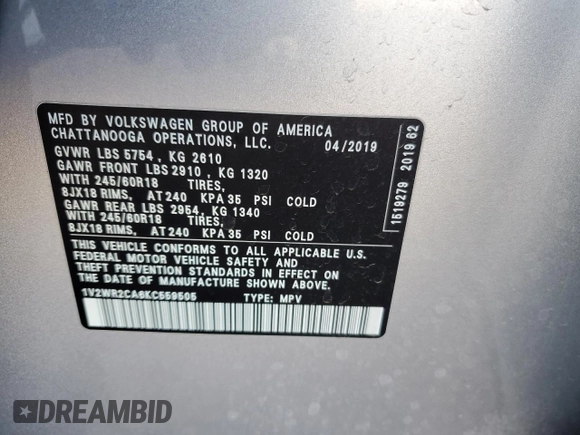 MFD BY VOLKSWAGEN GROUP OF AMERICA
CHATTANOOGA OPERATIONS, LLC. 04/2019
GVWR LBS 5754 , KG 2610
GAWR FRONT LBS 2910 , KG 1320
WITH 245/60R18 TIRES,
8JX18 RIMS, AT 240 KPA 35 PSI COLD
GAWR REAR LBS 2954, KG 1340
WITH 245/60R18 TIRES,
8JX18 RIMS, AT 240 KPA 35 PSI COLD
THIS VEHICLE CONFORMS TO ALL APPLICABLE U.S.
FEDERAL MOTOR VEHICLE SAFETY AND
THEFT PREVENTION STANDARDS IN EFFECT ON
THE DATE OF MANUFACTURE SHOWN ABOVE.
1V2WR2CA6KC559505 TYPE: MPV
1519279 2019 62
DREAMBID